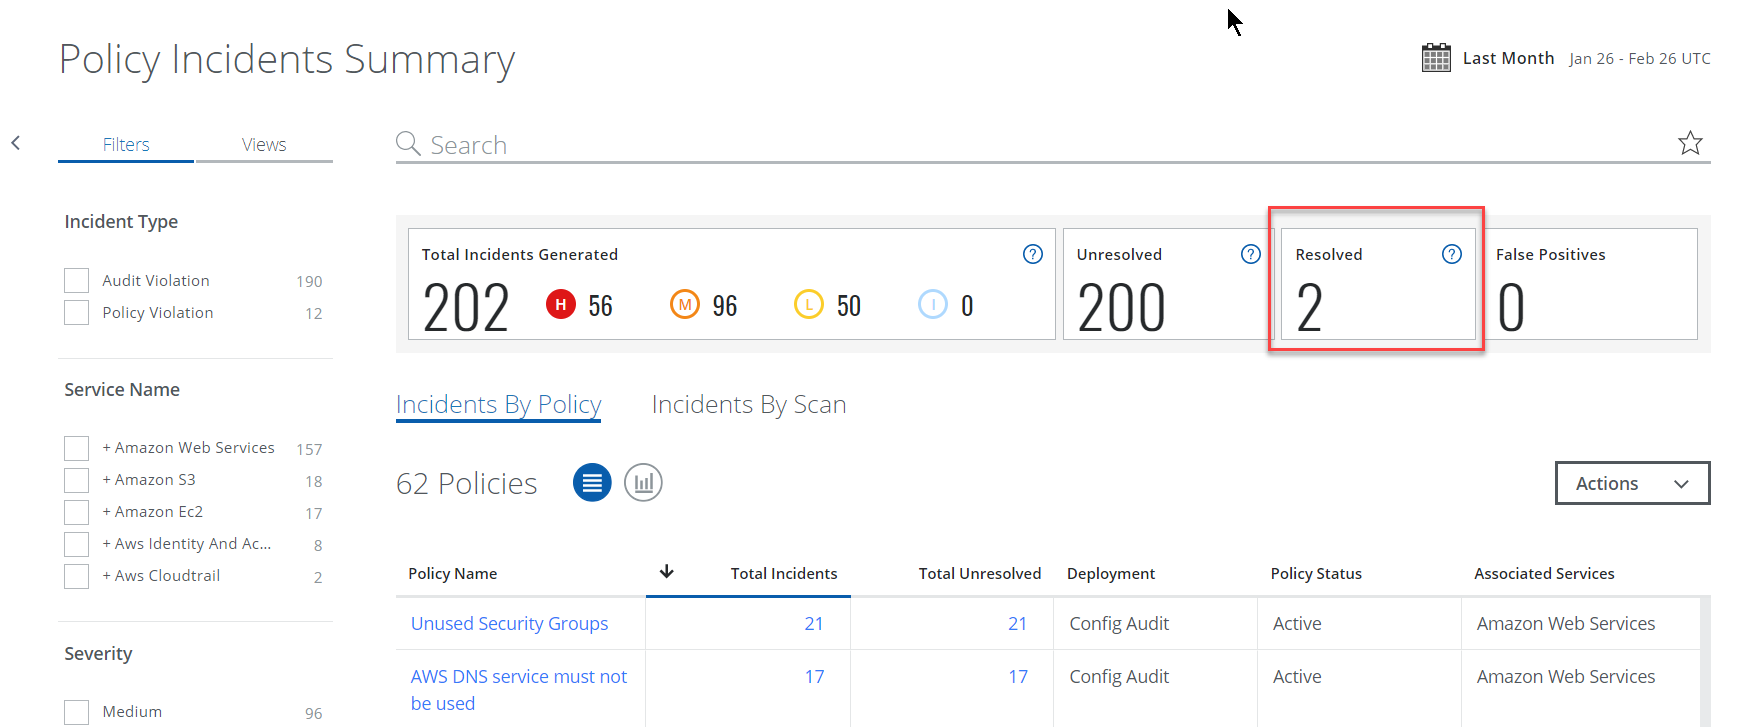 Policy Incidents Summary
Last Month Jan 26 - Feb 26 UTC
Filters Views
Search
Incident Type
Audit Violation 190
Policy Violation 12
Service Name
+ Amazon Web Services 157
+ Amazon S3 18
+ Amazon Ec2 17
+ Aws Identity And Ac... 8
+ Aws Cloudtrail 2
Severity
Medium 96
Total Incidents Generated ?
202 H 56 M 96 L 50 I 0
Unresolved ?
200
Resolved ?
2
False Positives
0
Incidents By Policy Incidents By Scan
62 Policies
Actions
Policy Name Total Incidents Total Unresolved Deployment Policy Status Associated Services
Unused Security Groups 21 21 Config Audit Active Amazon Web Services
AWS DNS service must not 17 17 Config Audit Active Amazon Web Services
be used